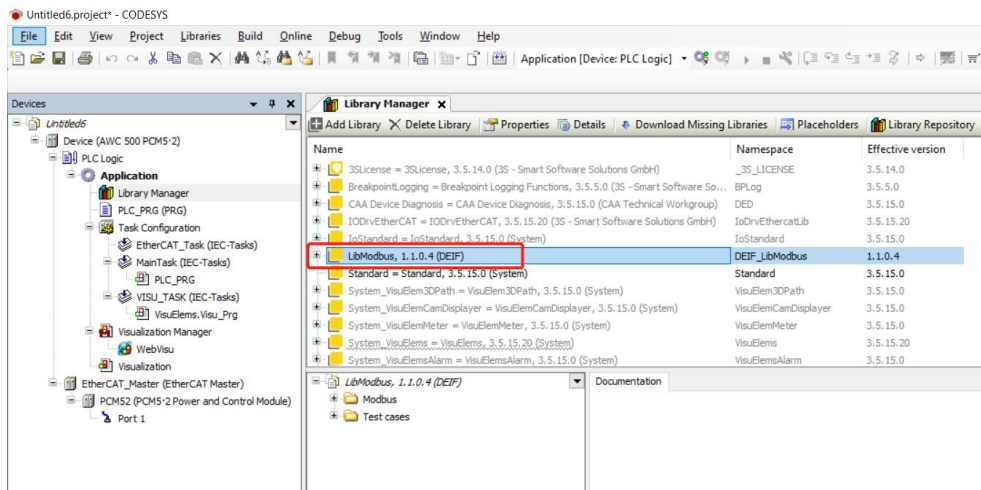 Untitled6.project* - CODESYS
File Edit View Project Libraries Build Online Debug Tools Window Help
Application [Device: PLC Logic]
Devices
Untitled6
Device (AWC 500 PCM5·2)
PLC Logic
Application
Library Manager
PLC_PRG (PRG)
Task Configuration
EtherCAT_Task (IEC-Tasks)
MainTask (IEC-Tasks)
PLC_PRG
VISU_TASK (IEC-Tasks)
VisuElems.Visu_Prg
Visualization Manager
WebVisu
Visualization
EtherCAT_Master (EtherCAT Master)
PCM52 (PCM5·2 Power and Control Module)
Port 1
Library Manager
Add Library Delete Library Properties Details Download Missing Libraries Placeholders Library Repository
Name Namespace Effective version
3SLicense = 3SLicense, 3.5.14.0 (3S - Smart Software Solutions GmbH) _3S_LICENSE 3.5.14.0
BreakpointLogging = Breakpoint Logging Functions, 3.5.5.0 (3S - Smart Software So... BPLog 3.5.5.0
CAA Device Diagnosis = CAA Device Diagnosis, 3.5.15.0 (CAA Technical Workgroup) DED 3.5.15.0
IODrvEtherCAT = IODrvEtherCAT, 3.5.15.20 (3S - Smart Software Solutions GmbH) IoDrvEthercatLib 3.5.15.20
IoStandard = IoStandard, 3.5.15.0 (System) IoStandard 3.5.15.0
LibModbus, 1.1.0.4 (DEIF) DEIF_LibModbus 1.1.0.4
Standard = Standard, 3.5.15.0 (System) Standard 3.5.15.0
System_VisuElem3DPath = VisuElem3DPath, 3.5.15.0 (System) VisuElem3DPath 3.5.15.0
System_VisuElemCamDisplayer = VisuElemCamDisplayer, 3.5.15.0 (System) VisuElemCamDisplayer 3.5.15.0
System_VisuElemMeter = VisuElemMeter, 3.5.15.0 (System) VisuElemMeter 3.5.15.0
System_VisuElems = VisuElems, 3.5.15.20 (System) VisuElems 3.5.15.20
System_VisuElemsAlarm = VisuElemsAlarm, 3.5.15.0 (System) VisuElemsAlarm 3.5.15.0
LibModbus, 1.1.0.4 (DEIF)
Modbus
Test cases
Documentation